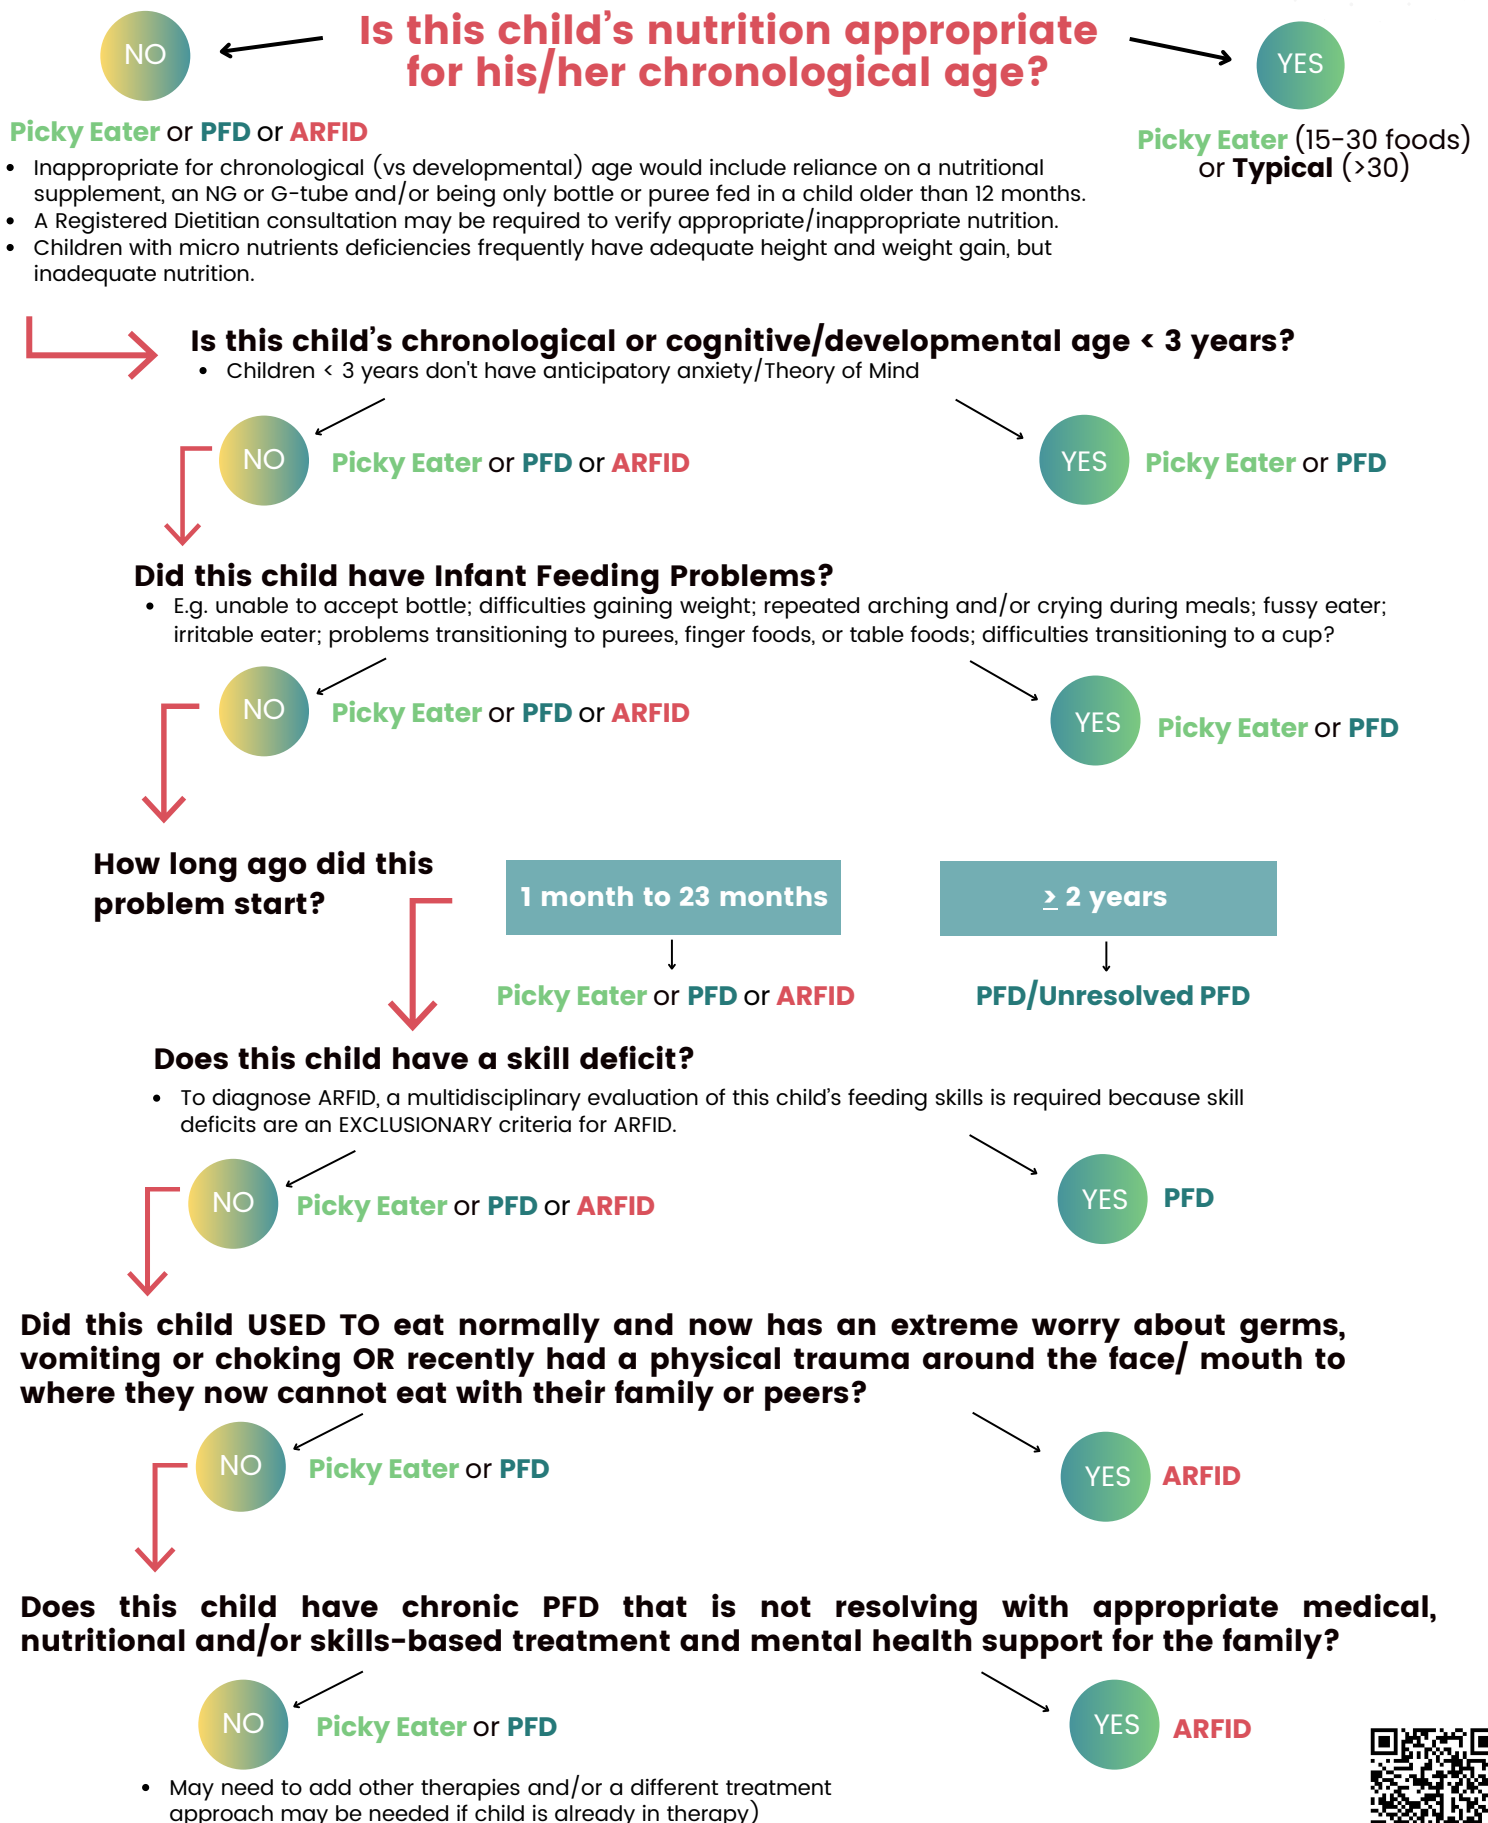 Is this child's nutrition appropriate
for his/her chronological age?
NO
YES
Picky Eater or PFD or ARFID
• Inappropriate for chronological (vs developmental) age would include reliance on a nutritional
supplement, an NG or G-tube and/or being only bottle or puree fed in a child older than 12 months.
• A Registered Dietitian consultation may be required to verify appropriate/inappropriate nutrition.
• Children with micro nutrients deficiencies frequently have adequate height and weight gain, but
inadequate nutrition.
Picky Eater (15-30 foods)
or Typical (>30)
Is this child's chronological or cognitive/developmental age < 3 years?
• Children < 3 years don't have anticipatory anxiety/Theory of Mind
NO
Picky Eater or PFD or ARFID
YES
Picky Eater or PFD
Did this child have Infant Feeding Problems?
• E.g. unable to accept bottle; difficulties gaining weight; repeated arching and/or crying during meals; fussy eater;
irritable eater; problems transitioning to purees, finger foods, or table foods; difficulties transitioning to a cup?
NO
Picky Eater or PFD or ARFID
YES
Picky Eater or PFD
How long ago did this
problem start?
1 month to 23 months
≥ 2 years
Picky Eater or PFD or ARFID
PFD/Unresolved PFD
Does this child have a skill deficit?
• To diagnose ARFID, a multidisciplinary evaluation of this child's feeding skills is required because skill
deficits are an EXCLUSIONARY criteria for ARFID.
NO
Picky Eater or PFD or ARFID
YES
PFD
Did this child USED TO eat normally and now has an extreme worry about germs,
vomiting or choking OR recently had a physical trauma around the face/ mouth to
where they now cannot eat with their family or peers?
NO
Picky Eater or PFD
YES
ARFID
Does this child have chronic PFD that is not resolving with appropriate medical,
nutritional and/or skills-based treatment and mental health support for the family?
NO
Picky Eater or PFD
YES
ARFID
• May need to add other therapies and/or a different treatment
approach may be needed if child is already in therapy)